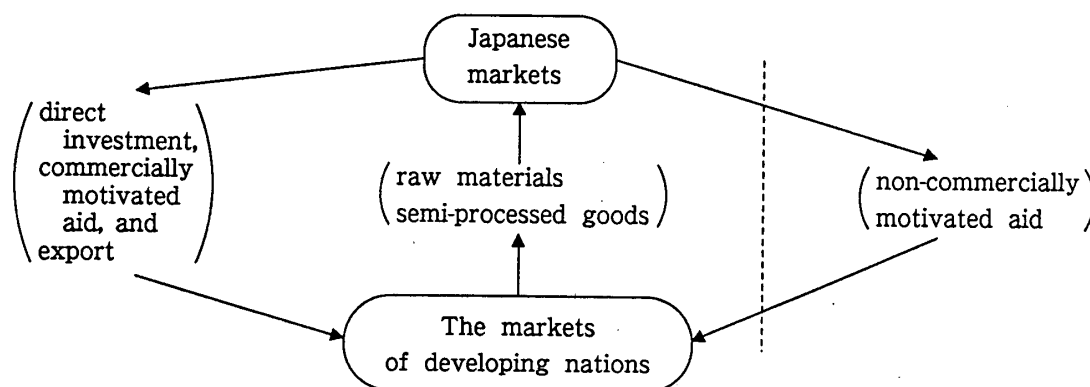 Japanese
markets
direct
investment,
commercially
motivated
aid, and
export
(raw materials
semi-processed goods)
(non-commercially
motivated aid)
The markets
of developing nations